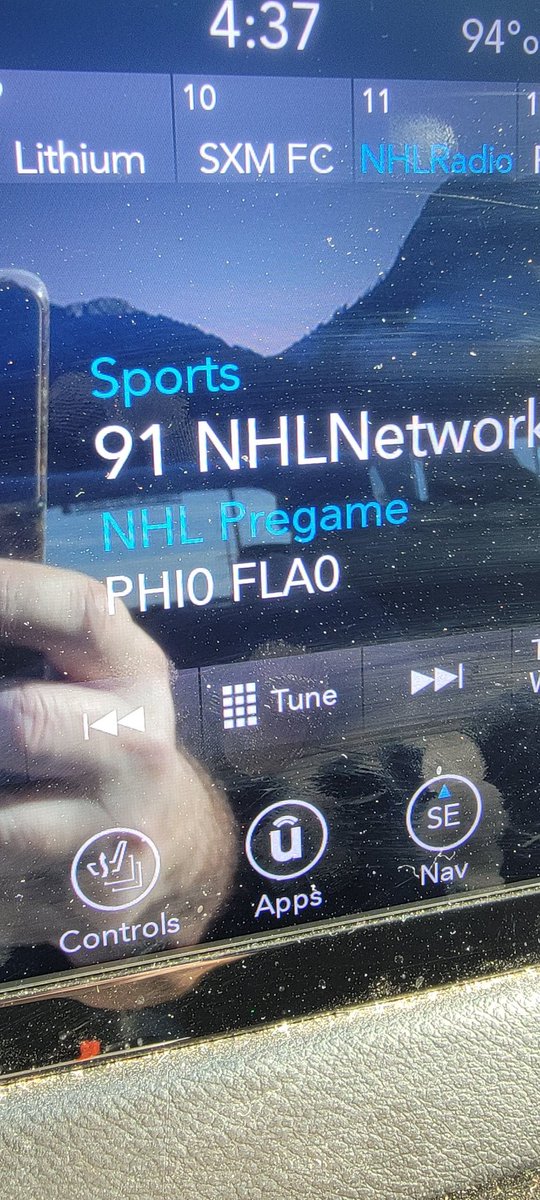 4:37 94°
10 11
Lithium SXM FC NHLRadio
Sports
91 NHLNetwork
NHL Pregame
PHI0 FLA0
Tune
SE
u
Controls Apps Nav